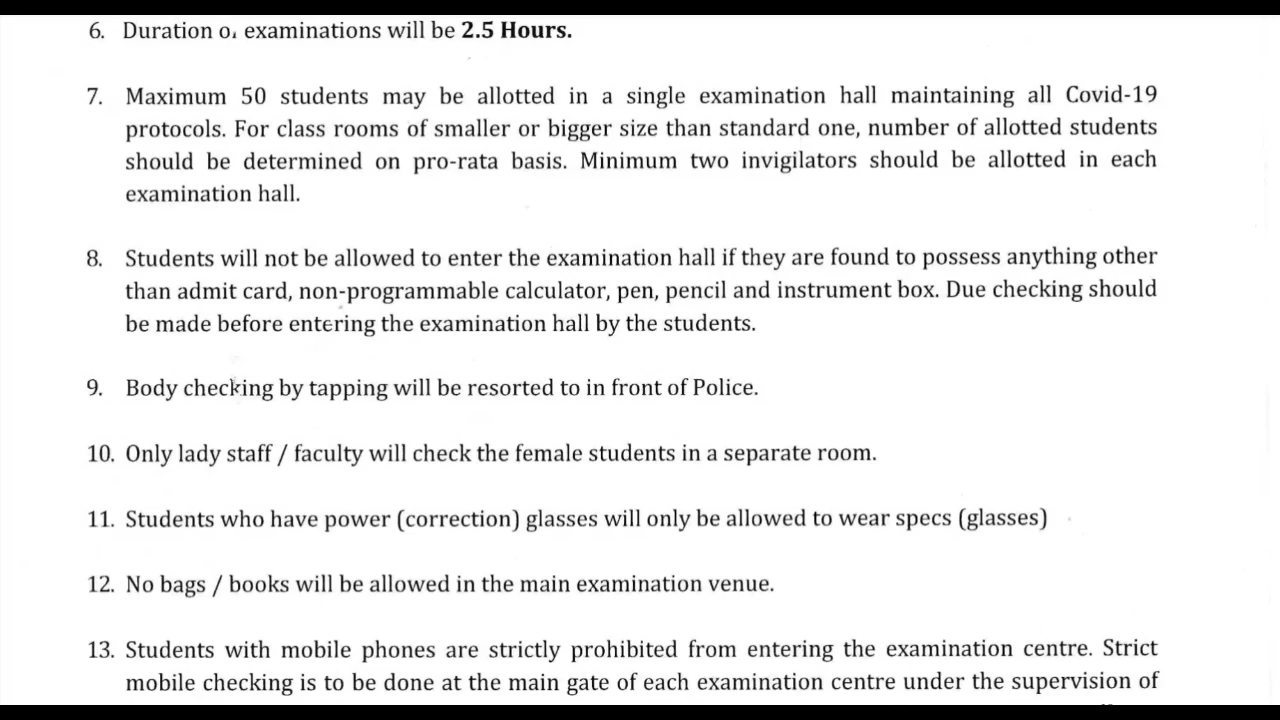 6. Duration of examinations will be 2.5 Hours.
7. Maximum 50 students may be allotted in a single examination hall maintaining all Covid-19
protocols. For class rooms of smaller or bigger size than standard one, number of allotted students
should be determined on pro-rata basis. Minimum two invigilators should be allotted in each
examination hall.
8. Students will not be allowed to enter the examination hall if they are found to possess anything other
than admit card, non-programmable calculator, pen, pencil and instrument box. Due checking should
be made before entering the examination hall by the students.
9. Body checking by tapping will be resorted to in front of Police.
10. Only lady staff / faculty will check the female students in a separate room.
11. Students who have power (correction) glasses will only be allowed to wear specs (glasses)
12. No bags / books will be allowed in the main examination venue.
13. Students with mobile phones are strictly prohibited from entering the examination centre. Strict
mobile checking is to be done at the main gate of each examination centre under the supervision of